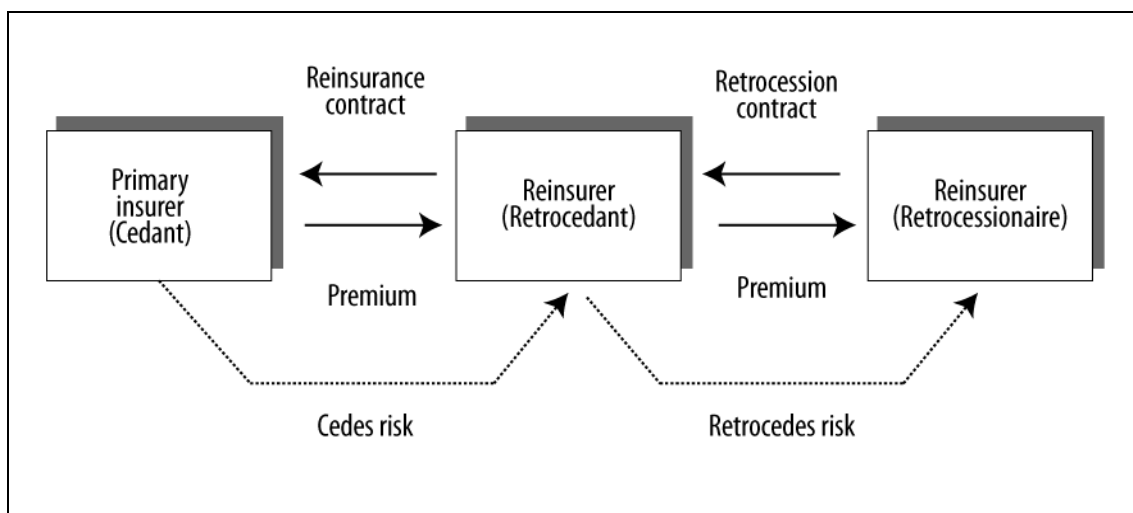 Reinsurance
contract
Retrocession
contract
Primary
insurer
(Cedant)
Reinsurer
(Retrocedant)
Reinsurer
(Retrocessionaire)
Premium
Premium
Cedes risk
Retrocedes risk